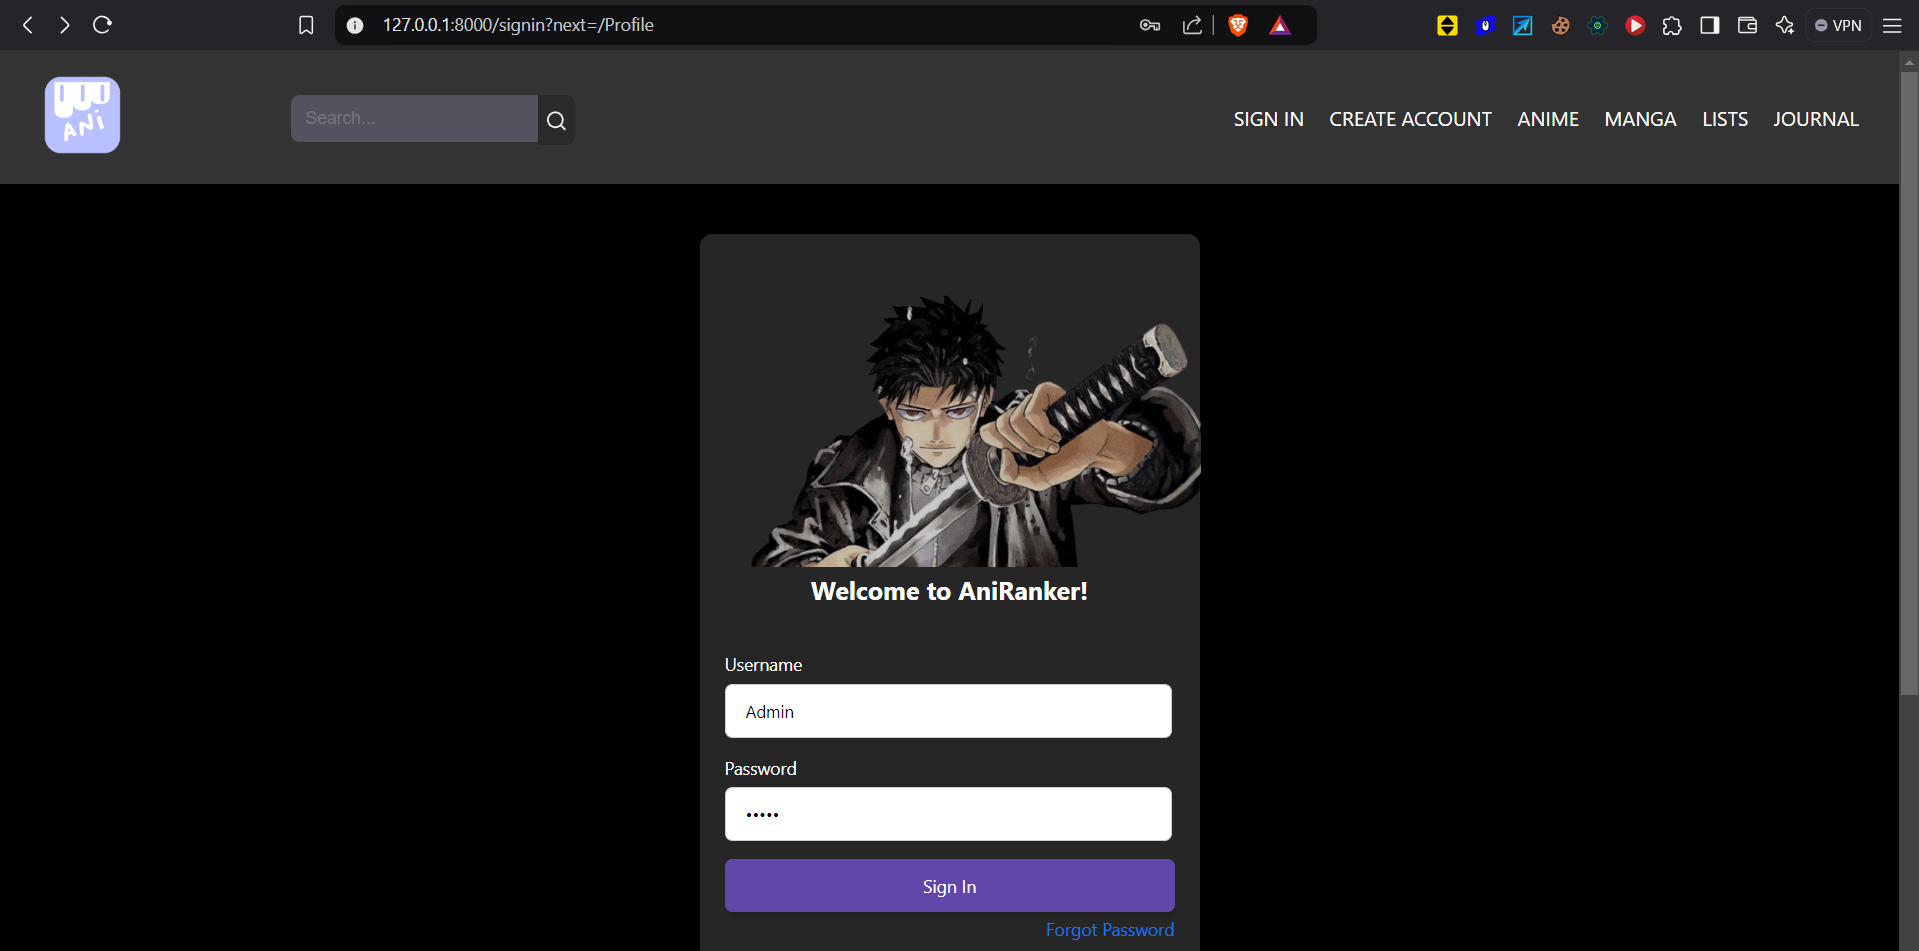 127.0.0.1:8000/signin?next=/Profile
VPN
ANi
Search...
SIGN IN
CREATE ACCOUNT
ANIME
MANGA
LISTS
JOURNAL
Welcome to AniRanker!
Username
Admin
Password
•••••
Sign In
Forgot Password